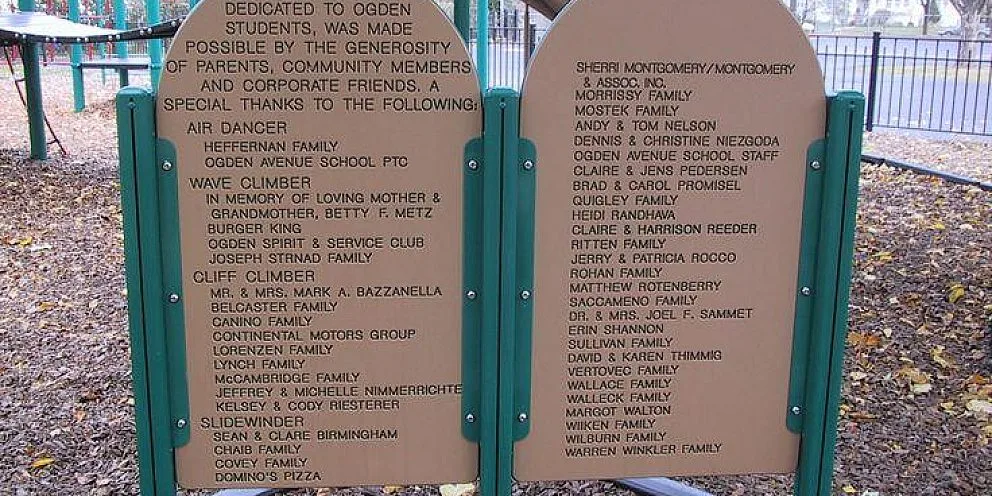 DEDICATED TO OGDEN
STUDENTS, WAS MADE
POSSIBLE BY THE GENEROSITY
OF PARENTS, COMMUNITY MEMBERS
AND CORPORATE FRIENDS. A
SPECIAL THANKS TO THE FOLLOWING:
AIR DANCER
HEFFERNAN FAMILY
OGDEN AVENUE SCHOOL PTC
WAVE CLIMBER
IN MEMORY OF LOVING MOTHER &
GRANDMOTHER, BETTY F. METZ
BURGER KING
OGDEN SPIRIT & SERVICE CLUB
JOSEPH STRNAD FAMILY
CLIFF CLIMBER
MR. & MRS. MARK A. BAZZANELLA
BELCASTER FAMILY
CANINO FAMILY
CONTINENTAL MOTORS GROUP
LORENZEN FAMILY
LYNCH FAMILY
McCAMBRIDGE FAMILY
JEFFREY & MICHELLE NIMMERRICHTE
KELSEY & CODY RIESTERER
SLIDEWINDER
SEAN & CLARE BIRMINGHAM
CHAIB FAMILY
COVEY FAMILY
DOMINO'S PIZZA
SHERRI MONTGOMERY/MONTGOMERY
& ASSOC. INC.
MORRISSY FAMILY
MOSTEK FAMILY
ANDY & TOM NELSON
DENNIS & CHRISTINE NIEZGODA
OGDEN AVENUE SCHOOL STAFF
CLAIRE & JENS PEDERSEN
BRAD & CAROL PROMISEL
QUIGLEY FAMILY
HEIDI RANDHAVA
CLAIRE & HARRISON REEDER
RITTEN FAMILY
JERRY & PATRICIA ROCCO
ROHAN FAMILY
MATTHEW ROTENBERRY
SACCAMENO FAMILY
DR. & MRS. JOEL F. SAMMET
ERIN SHANNON
SULLIVAN FAMILY
DAVID & KAREN THIMMIG
VERTOVEC FAMILY
WALLACE FAMILY
WALLECK FAMILY
MARGOT WALTON
WIIKEN FAMILY
WILBURN FAMILY
WARREN WINKLER FAMILY